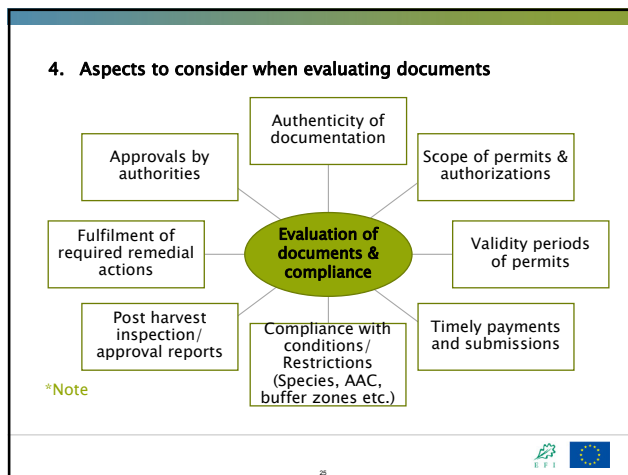 4. Aspects to consider when evaluating documents
Authenticity of
documentation
Approvals by
authorities
Scope of permits &
authorizations
Fulfilment of
required remedial
actions
Evaluation of
documents &
compliance
Validity periods
of permits
Post harvest
inspection/
approval reports
Compliance with
conditions/
Restrictions
(Species, AAC,
buffer zones etc.)
Timely payments
and submissions
*Note
EFI
25